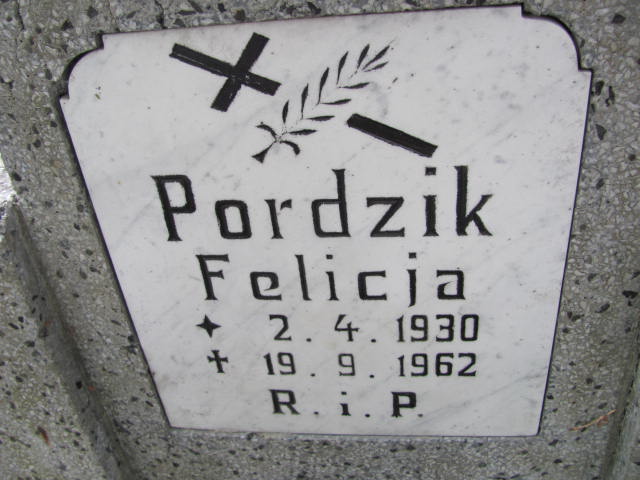 Pordzik
Felicja
✦ 2.4.1930
✝ 19.9.1962
R.i.P.